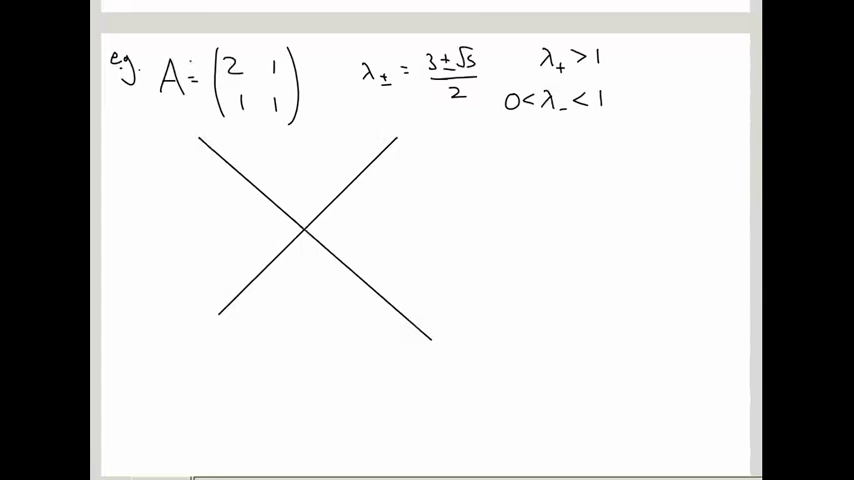 e.g. A = (2 1 λ± = 3±√5/2 λ+ > 1
1 1) 0 < λ- < 1